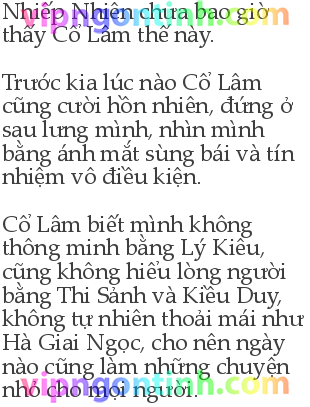 Nhiếp Nhiên chưa bao giờ
thấy Cổ Lâm thế này.
Trước kia lúc nào Cổ Lâm
cũng cười hồn nhiên, đứng ở
sau lưng mình, nhìn mình
bằng ánh mắt sùng bái và tín
nhiệm vô điều kiện.
Cổ Lâm biết mình không
thông minh bằng Lý Kiêu,
cũng không hiểu lòng người
bằng Thi Sảnh và Kiều Duy,
không tự nhiên thoải mái như
Hà Giai Ngọc, cho nên ngày
nào cũng làm những chuyện
nhỏ cho mọi người.
vipngontinh.com
vipngontinh.com
vipngontinh.com